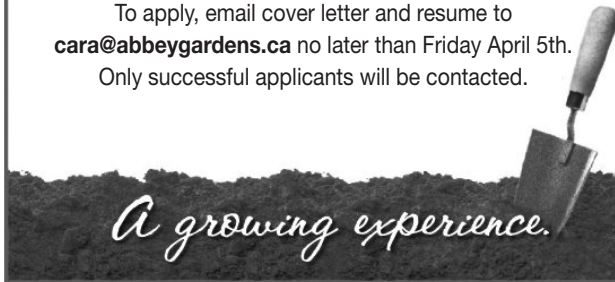 To apply, email cover letter and resume to
cara@abbeygardens.ca no later than Friday April 5th.
Only successful applicants will be contacted.
A growing experience.